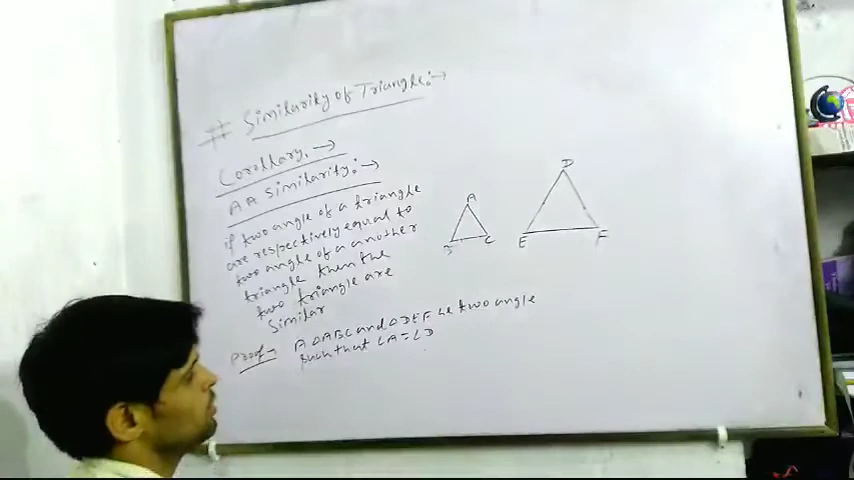 # Similarity of Triangle:→
Corollary. →
AA Similarity:→
if two angle of a triangle
are respectively equal to
two angle of a another
triangle then the
two triangle are
Similar
Proof→ A △ABC and △DEF be two angle
such that ∠A=∠D
A
B
C
D
E
F